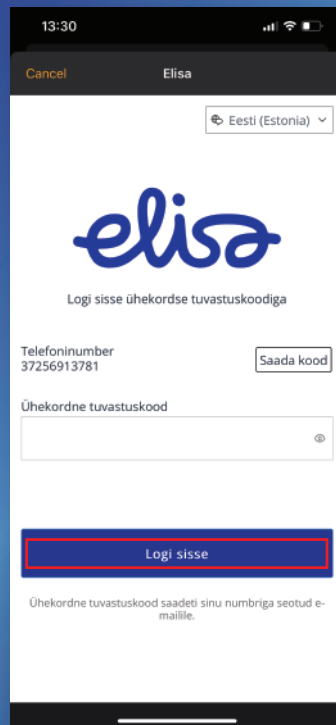 13:30
Cancel
Elisa
Eesti (Estonia)
elisa
Logi sisse ühekordse tuvastuskoodiga
Telefoninumber
37256913781
Saada kood
Ühekordne tuvastuskood
Logi sisse
Ühekordne tuvastuskood saadeti sinu numbriga seotud e-
mailile.